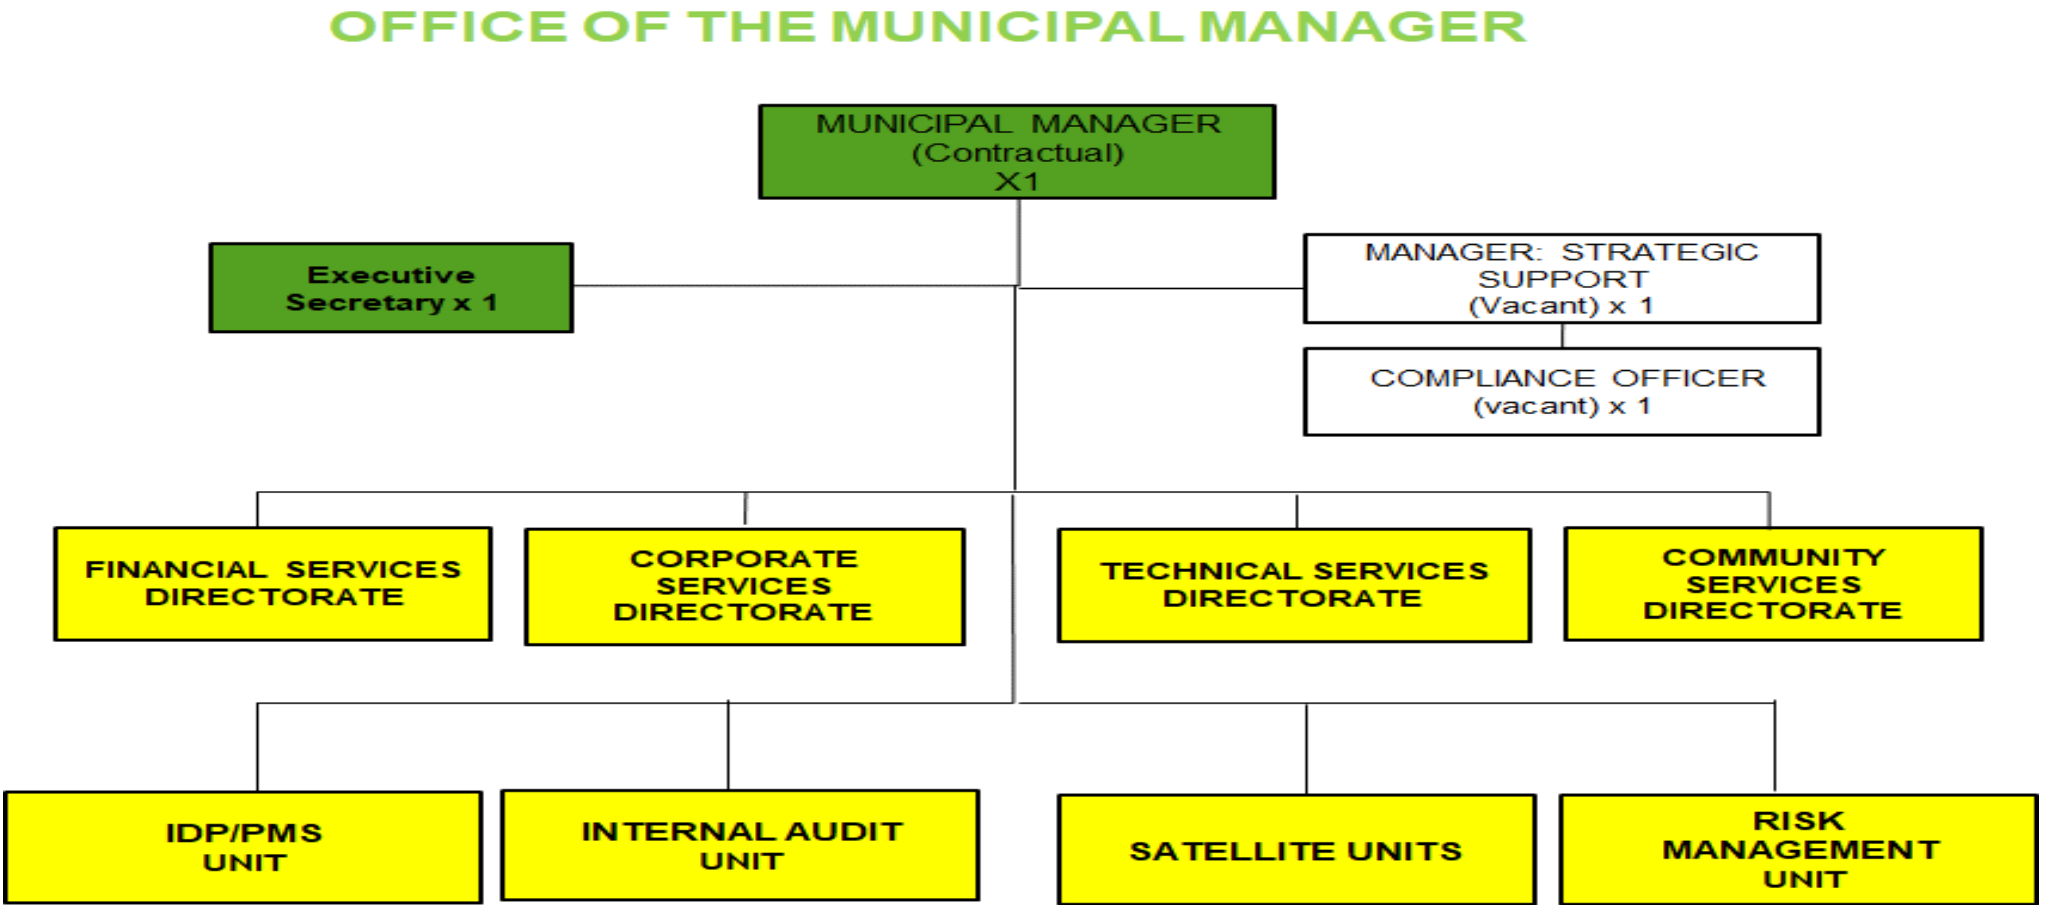 OFFICE OF THE MUNICIPAL MANAGER
MUNICIPAL MANAGER
(Contractual)
X1
Executive
Secretary x 1
MANAGER: STRATEGIC
SUPPORT
(Vacant) x 1
COMPLIANCE OFFICER
(vacant) x 1
FINANCIAL SERVICES
DIRECTORATE
CORPORATE
SERVICES
DIRECTORATE
TECHNICAL SERVICES
DIRECTORATE
COMMUNITY
SERVICES
DIRECTORATE
IDP/PMS
UNIT
INTERNAL AUDIT
UNIT
SATELLITE UNITS
RISK
MANAGEMENT
UNIT